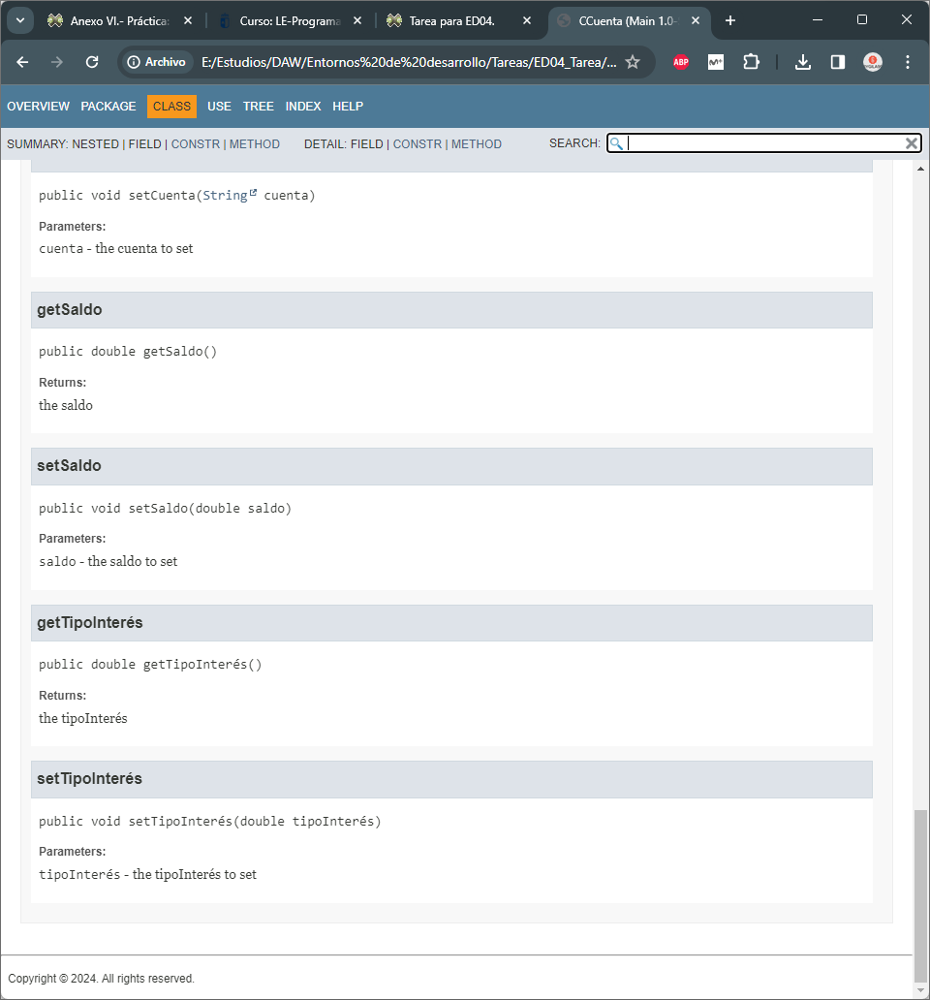 Anexo VI.- Práctica:
Curso: LE-Programa
Tarea para ED04.
CCuenta (Main 1.0-
Archivo
E:/Estudios/DAW/Entornos%20de%20desarrollo/Tareas/ED04_Tarea/...
ABP
M+
OVERVIEW PACKAGE CLASS USE TREE INDEX HELP
SUMMARY: NESTED | FIELD | CONSTR | METHOD DETAIL: FIELD | CONSTR | METHOD SEARCH:
public void setCuenta(String cuenta)
Parameters:
cuenta - the cuenta to set
getSaldo
public double getSaldo()
Returns:
the saldo
setSaldo
public void setSaldo(double saldo)
Parameters:
saldo - the saldo to set
getTipoInterés
public double getTipoInterés()
Returns:
the tipoInterés
setTipoInterés
public void setTipoInterés(double tipoInterés)
Parameters:
tipoInterés - the tipoInterés to set
Copyright © 2024. All rights reserved.